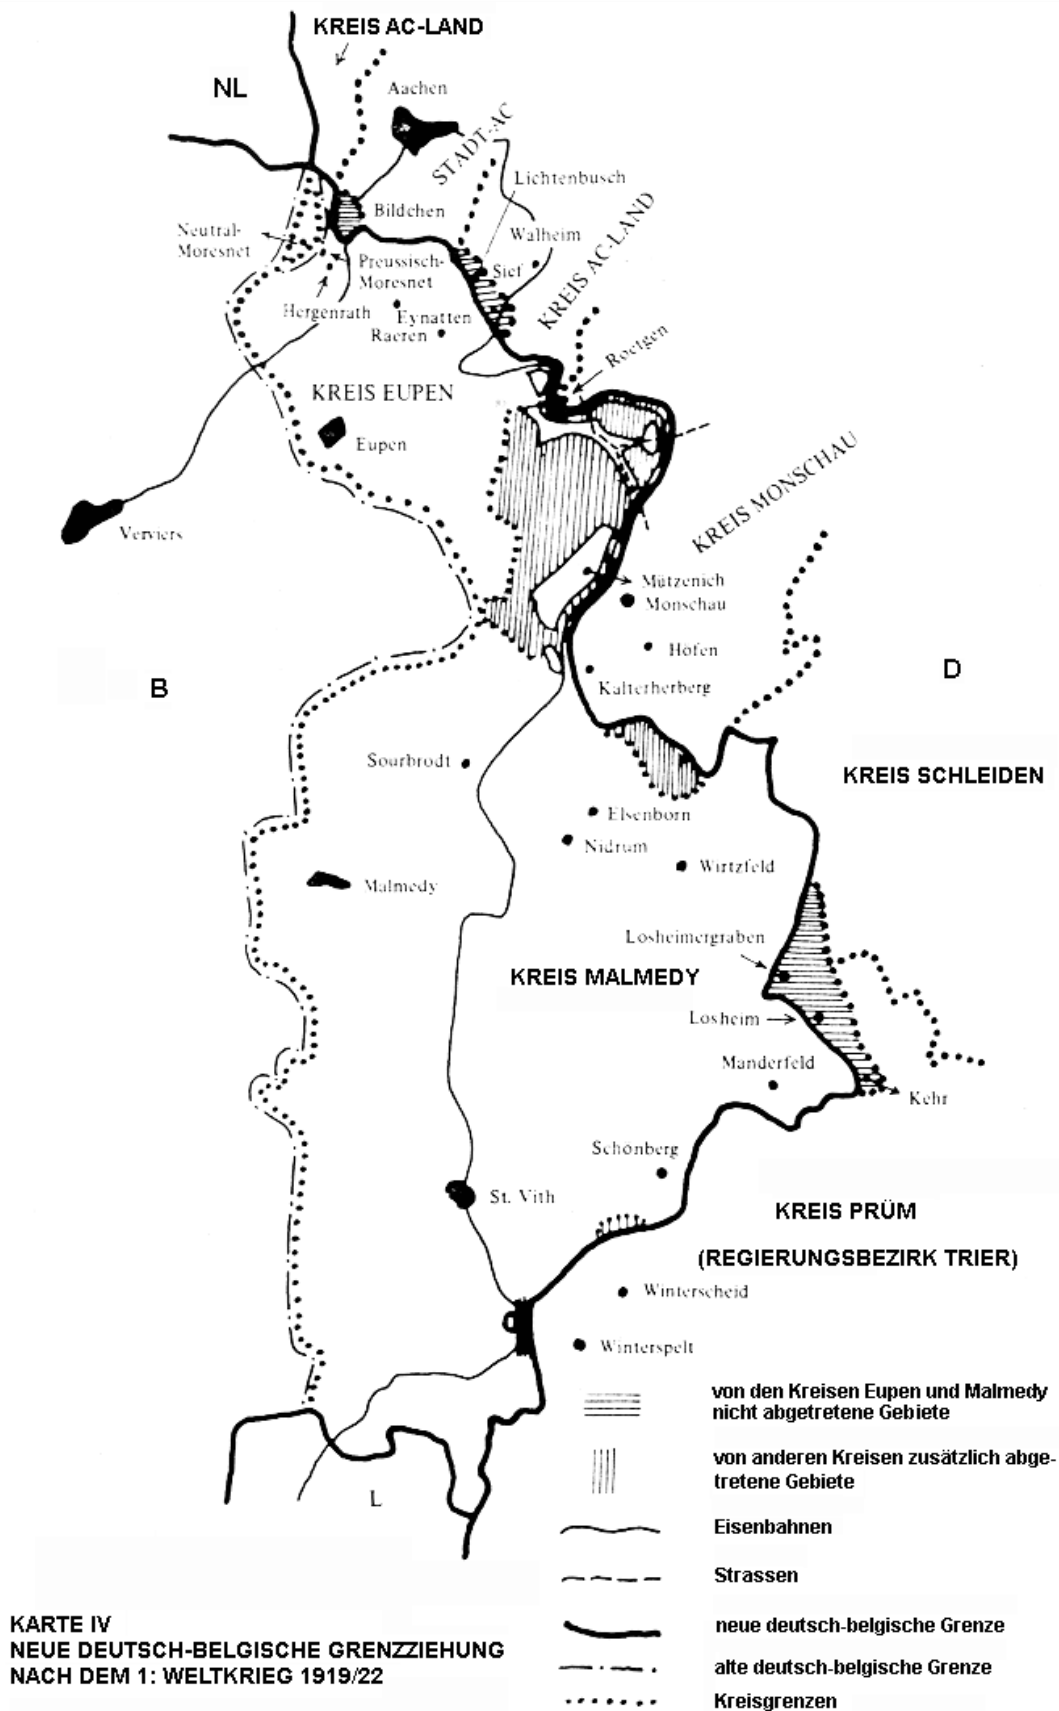 KREIS AC-LAND
NL
Aachen
STADT-AC
Lichtenbusch
Bildchen
Neutral-
Moresnet
Walheim
Sief
KREIS AC-LAND
Preussisch-
Moresnet
Hergenrath
Eynatten
Raeren
Roetgen
KREIS EUPEN
Eupen
KREIS MONSCHAU
Verviers
Mützenich
Monschau
Höfen
B
D
Kalterherberg
Sourbrodt
KREIS SCHLEIDEN
Elsenborn
Nidrum
Wirtzfeld
Malmedy
Losheimergraben
KREIS MALMEDY
Losheim
Manderfeld
Kehr
Schönberg
St. Vith
KREIS PRÜM
(REGIERUNGSBEZIRK TRIER)
Winterscheid
Winterspelt
von den Kreisen Eupen und Malmedy
nicht abgetretene Gebiete
von anderen Kreisen zusätzlich abge-
tretene Gebiete
L
Eisenbahnen
Strassen
neue deutsch-belgische Grenze
alte deutsch-belgische Grenze
Kreisgrenzen
KARTE IV
NEUE DEUTSCH-BELGISCHE GRENZZIEHUNG
NACH DEM 1: WELTKRIEG 1919/22